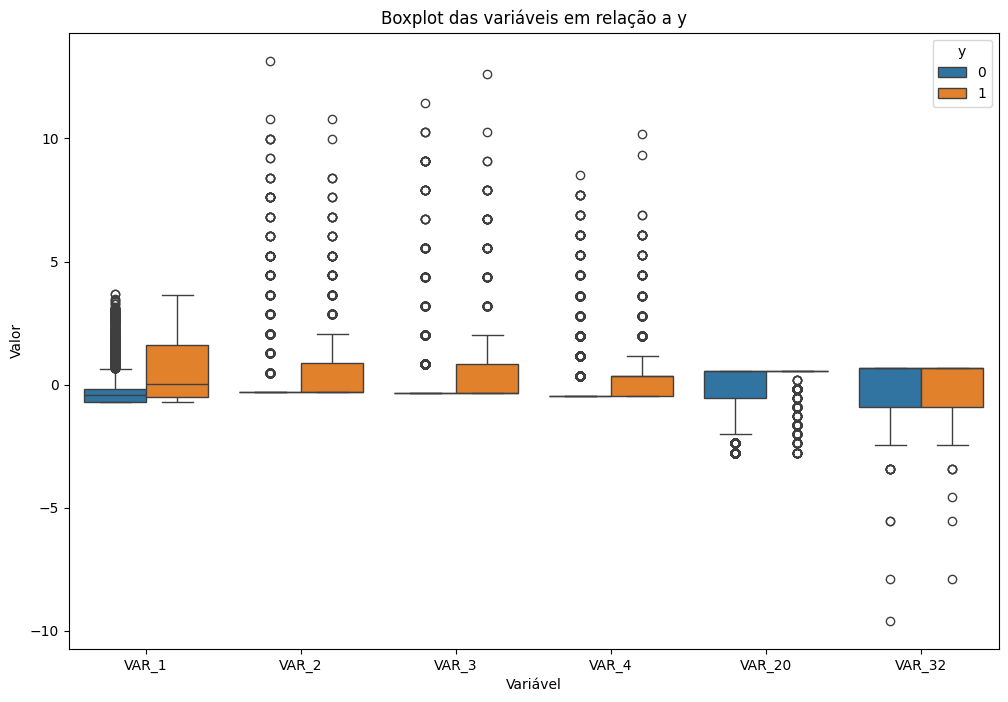 Boxplot das variáveis em relação a y
y
0
1
10
5
0
−5
−10
Valor
VAR_1 VAR_2 VAR_3 VAR_4 VAR_20 VAR_32
Variável